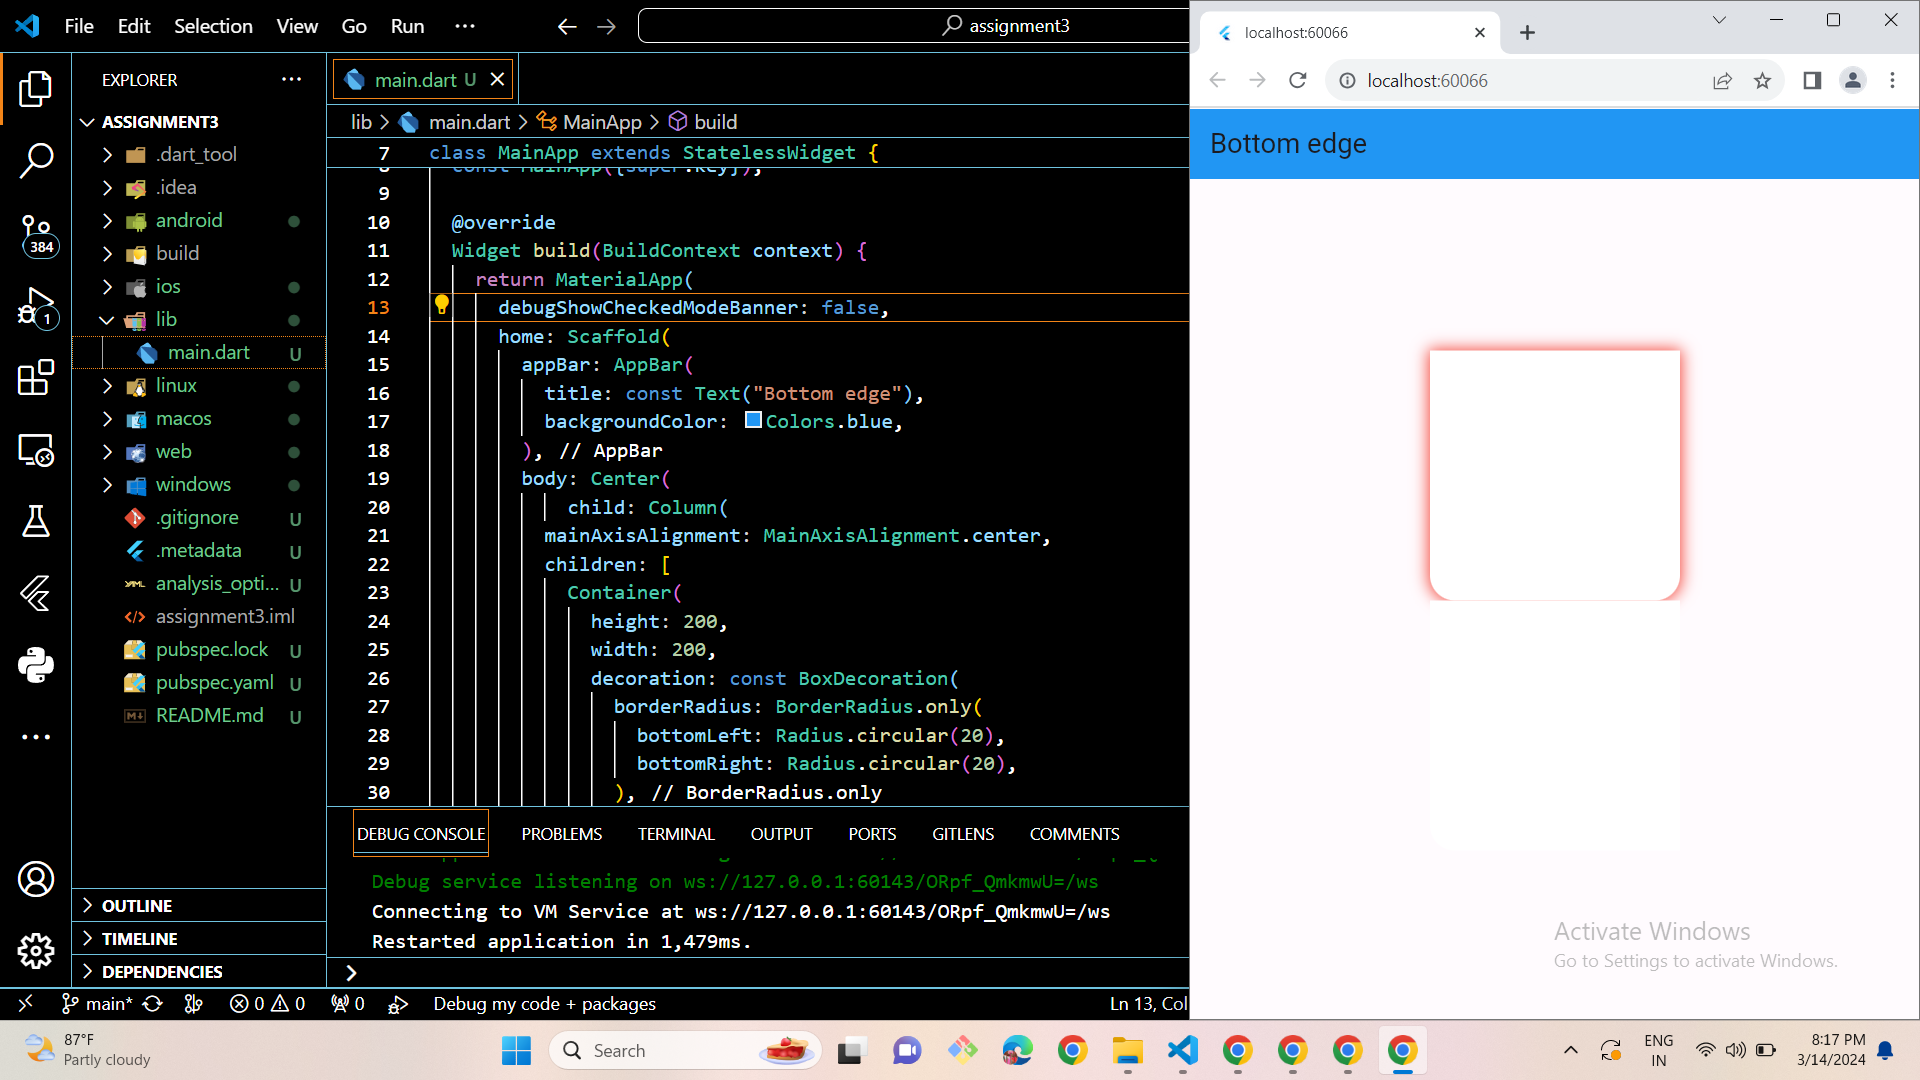 File Edit Selection View Go Run ···
assignment3
EXPLORER
ASSIGNMENT3
.dart_tool
.idea
android
384
build
ios
1
lib
main.dart U
linux
macos
web
windows
.gitignore U
.metadata U
analysis_opti... U
assignment3.iml
pubspec.lock U
pubspec.yaml U
README.md U
OUTLINE
TIMELINE
DEPENDENCIES
main.dart U
lib > main.dart > MainApp > build
7 class MainApp extends StatelessWidget {
8 const MainApp({super.key});
9
10 @override
11 Widget build(BuildContext context) {
12 return MaterialApp(
13 debugShowCheckedModeBanner: false,
14 home: Scaffold(
15 appBar: AppBar(
16 title: const Text("Bottom edge"),
17 backgroundColor: Colors.blue,
18 ), // AppBar
19 body: Center(
20 child: Column(
21 mainAxisAlignment: MainAxisAlignment.center,
22 children: [
23 Container(
24 height: 200,
25 width: 200,
26 decoration: const BoxDecoration(
27 borderRadius: BorderRadius.only(
28 bottomLeft: Radius.circular(20),
29 bottomRight: Radius.circular(20),
30 ), // BorderRadius.only
DEBUG CONSOLE PROBLEMS TERMINAL OUTPUT PORTS GITLENS COMMENTS
Debug service listening on ws://127.0.0.1:60143/ORpf_QmkmwU=/ws
Connecting to VM Service at ws://127.0.0.1:60143/ORpf_QmkmwU=/ws
Restarted application in 1,479ms.
main* 0 0 0 Debug my code + packages Ln 13, Col
localhost:60066
localhost:60066
Bottom edge
Activate Windows
Go to Settings to activate Windows.
87°F
Partly cloudy
Search
ENG
IN
8:17 PM
3/14/2024